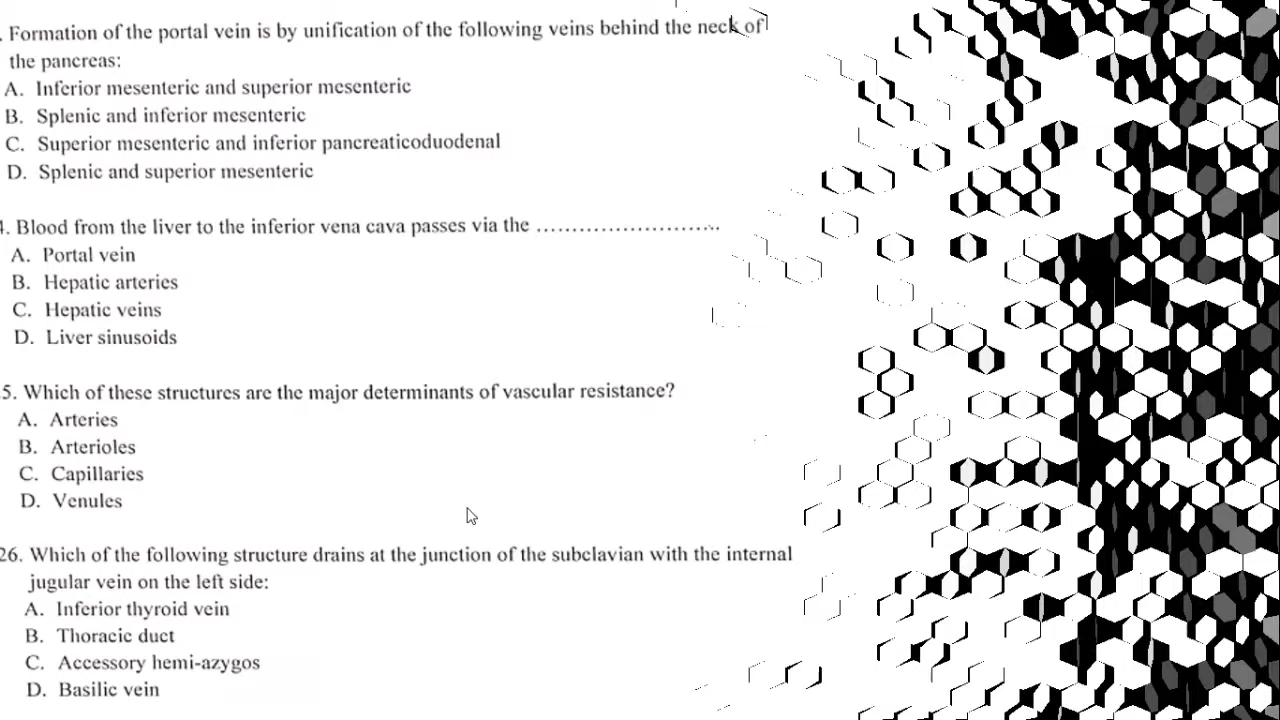 . Formation of the portal vein is by unification of the following veins behind the neck of
the pancreas:
A. Inferior mesenteric and superior mesenteric
B. Splenic and inferior mesenteric
C. Superior mesenteric and inferior pancreaticoduodenal
D. Splenic and superior mesenteric
4. Blood from the liver to the inferior vena cava passes via the ..........................
A. Portal vein
B. Hepatic arteries
C. Hepatic veins
D. Liver sinusoids
5. Which of these structures are the major determinants of vascular resistance?
A. Arteries
B. Arterioles
C. Capillaries
D. Venules
26. Which of the following structure drains at the junction of the subclavian with the internal
jugular vein on the left side:
A. Inferior thyroid vein
B. Thoracic duct
C. Accessory hemi-azygos
D. Basilic vein